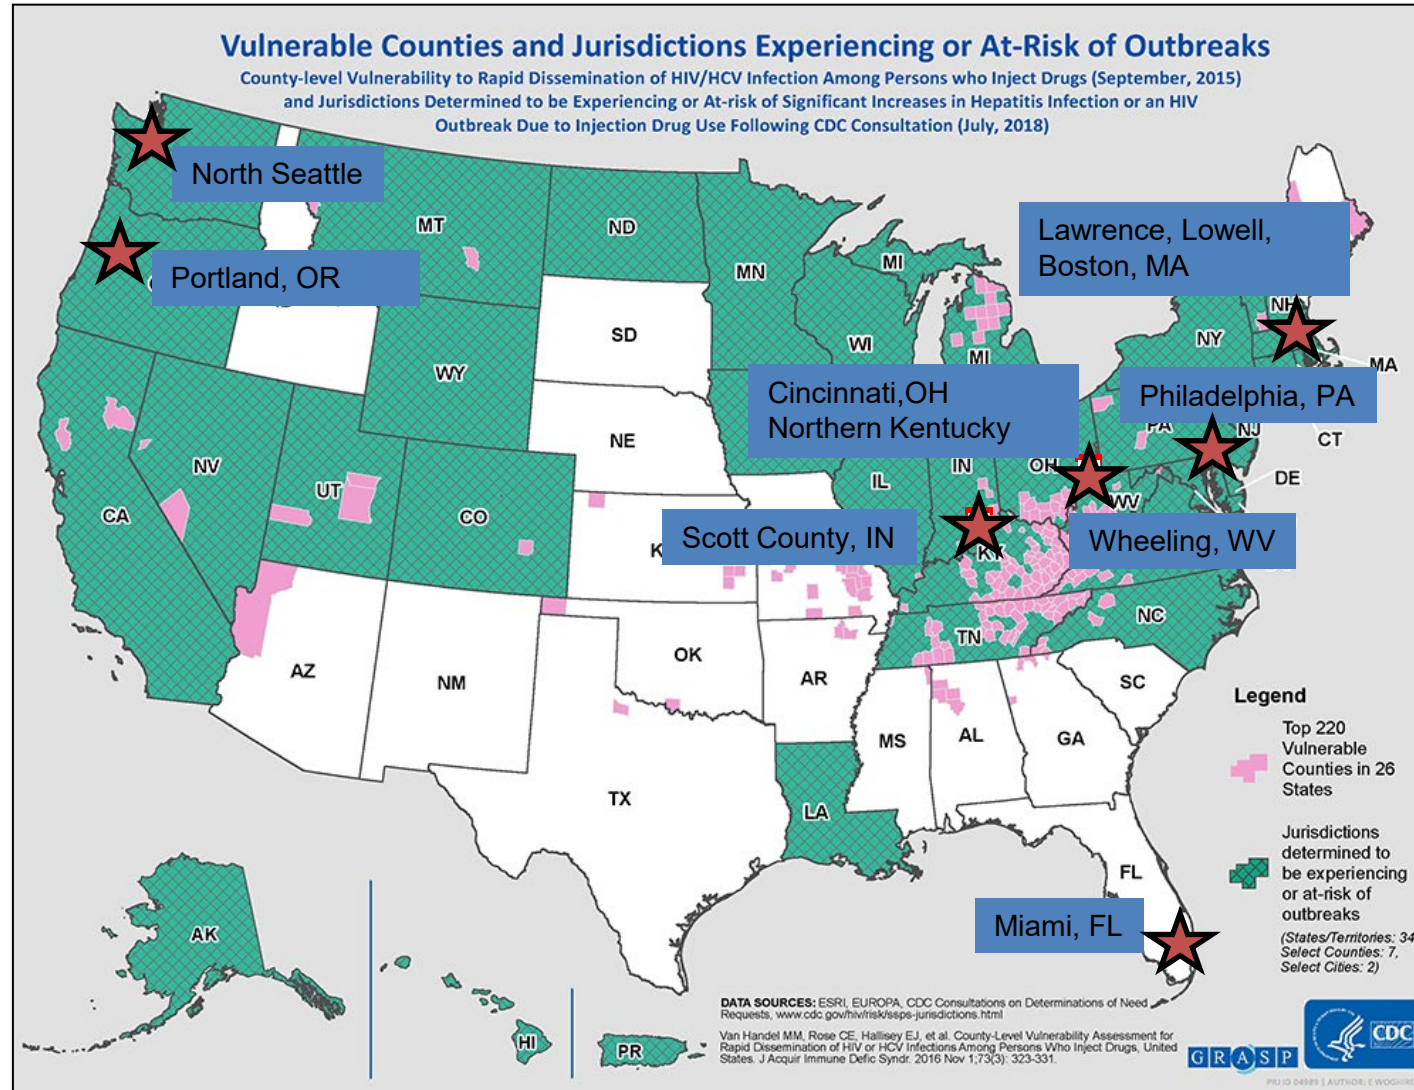 Vulnerable Counties and Jurisdictions Experiencing or At-Risk of Outbreaks
County-level Vulnerability to Rapid Dissemination of HIV/HCV Infection Among Persons who Inject Drugs (September, 2015)
and Jurisdictions Determined to be Experiencing or At-risk of Significant Increases in Hepatitis Infection or an HIV
Outbreak Due to Injection Drug Use Following CDC Consultation (July, 2018)
North Seattle
Portland, OR
Lawrence, Lowell,
Boston, MA
Cincinnati,OH
Northern Kentucky
Philadelphia, PA
Scott County, IN
Wheeling, WV
Miami, FL
MT
ND
MN
MI
WI
SD
WY
NE
NV
UT
CO
CA
AZ
NM
OK
TX
AR
LA
MS
AL
GA
SC
FL
NC
TN
KY
WV
OH
IN
IL
MI
NY
NH
MA
CT
NJ
PA
DE
AK
HI
PR
Legend
Top 220
Vulnerable
Counties in 26
States
Jurisdictions
determined to
be experiencing
or at-risk of
outbreaks
(States/Territories: 34
Select Counties: 7,
Select Cities: 2)
DATA SOURCES: ESRI, EUROPA, CDC Consultations on Determinations of Need
Requests, www.cdc.gov/hiv/risk/ssps-jurisdictions.html
Van Handel MM, Rose CE, Hallisey EJ, et al. County-Level Vulnerability Assessment for
Rapid Dissemination of HIV or HCV Infections Among Persons Who Inject Drugs, United
States. J Acquir Immune Defic Syndr. 2016 Nov 1;73(3): 323-331.
GRASP
CDC
PRJ ID 04989 | AUTHOR: